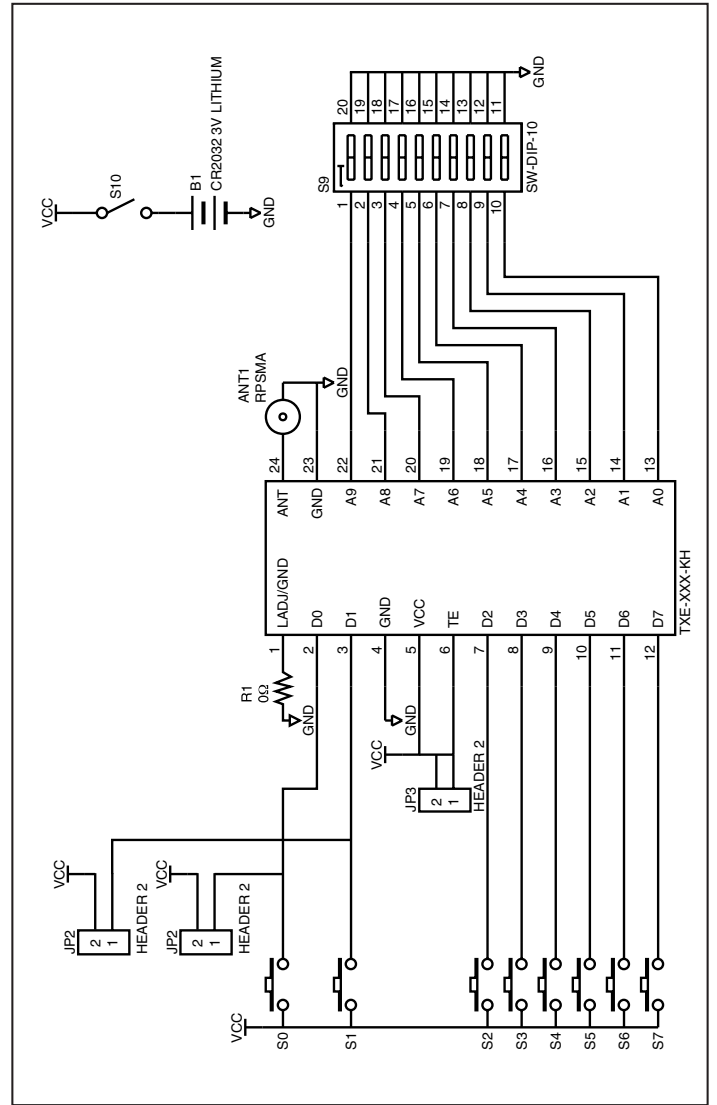 VCC
S10
B1
CR2032 3V LITHIUM
GND
S9
20
19
18
17
16
15
14
13
12
11
GND
1
2
3
4
5
6
7
8
9
10
SW-DIP-10
ANT1
RPSMA
GND
24
23
22
21
20
19
18
17
16
15
14
13
ANT
GND
A9
A8
A7
A6
A5
A4
A3
A2
A1
A0
LADJ/GND
D0
D1
GND
VCC
TE
D2
D3
D4
D5
D6
D7
TXE-XXX-KH
1
2
3
4
5
6
7
8
9
10
11
12
R1
0Ω
GND
GND
VCC
JP3
2
1
HEADER 2
VCC
JP2
2
1
HEADER 2
VCC
JP2
2
1
HEADER 2
VCC
S0
S1
S2
S3
S4
S5
S6
S7